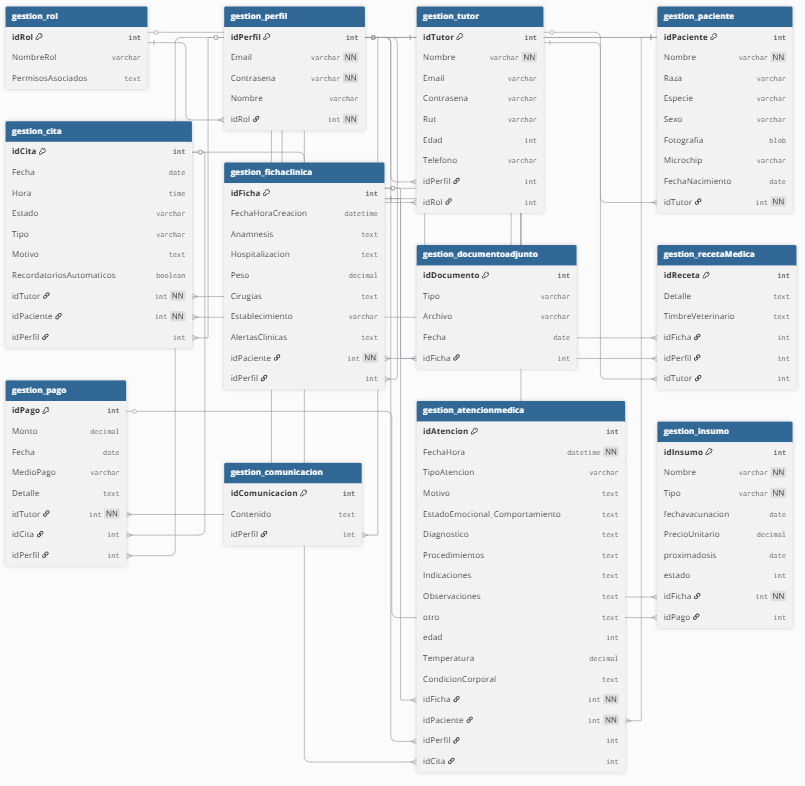 gestion_rol
idRol int
NombreRol varchar
PermisosAsociados text
gestion_perfil
idPerfil int
Email varchar NN
Contrasena varchar NN
Nombre varchar
idRol int NN
gestion_tutor
idTutor int
Nombre varchar NN
Email varchar
Contrasena varchar
Rut varchar
Edad int
Telefono varchar
idPerfil int
idRol int
gestion_paciente
idPaciente int
Nombre varchar NN
Raza varchar
Especie varchar
Sexo varchar
Fotografia blob
Microchip varchar
FechaNacimiento date
idTutor int NN
gestion_cita
idCita int
Fecha date
Hora time
Estado varchar
Tipo varchar
Motivo text
RecordatoriosAutomaticos boolean
idTutor int NN
idPaciente int NN
idPerfil int
gestion_fichaclinica
idFicha int
FechaHoraCreacion datetime
Anamnesis text
Hospitalizacion text
Peso decimal
Cirugias text
Establecimiento varchar
AlertasClinicas text
idPaciente int NN
idPerfil int
gestion_documentoadjunto
idDocumento int
Tipo varchar
Archivo varchar
Fecha date
idFicha int
gestion_recetaMedica
idReceta int
Detalle text
TimbreVeterinario text
idFicha int
idPerfil int
idTutor int
gestion_pago
idPago int
Monto decimal
Fecha date
MedioPago varchar
Detalle text
idTutor int NN
idCita int
idPerfil int
gestion_comunicacion
idComunicacion int
Contenido text
idPerfil int
gestion_atencionmedica
idAtencion int
FechaHora datetime NN
TipoAtencion varchar
Motivo text
EstadoEmocional_Comportamiento text
Diagnostico text
Procedimientos text
Indicaciones text
Observaciones text
otro text
edad int
Temperatura decimal
CondicionCorporal text
idFicha int NN
idPaciente int NN
idPerfil int
idCita int
gestion_insumo
idInsumo int
Nombre varchar NN
Tipo varchar NN
fechavacunacion date
PrecioUnitario decimal
proximadosis date
estado int
idFicha int NN
idPago int